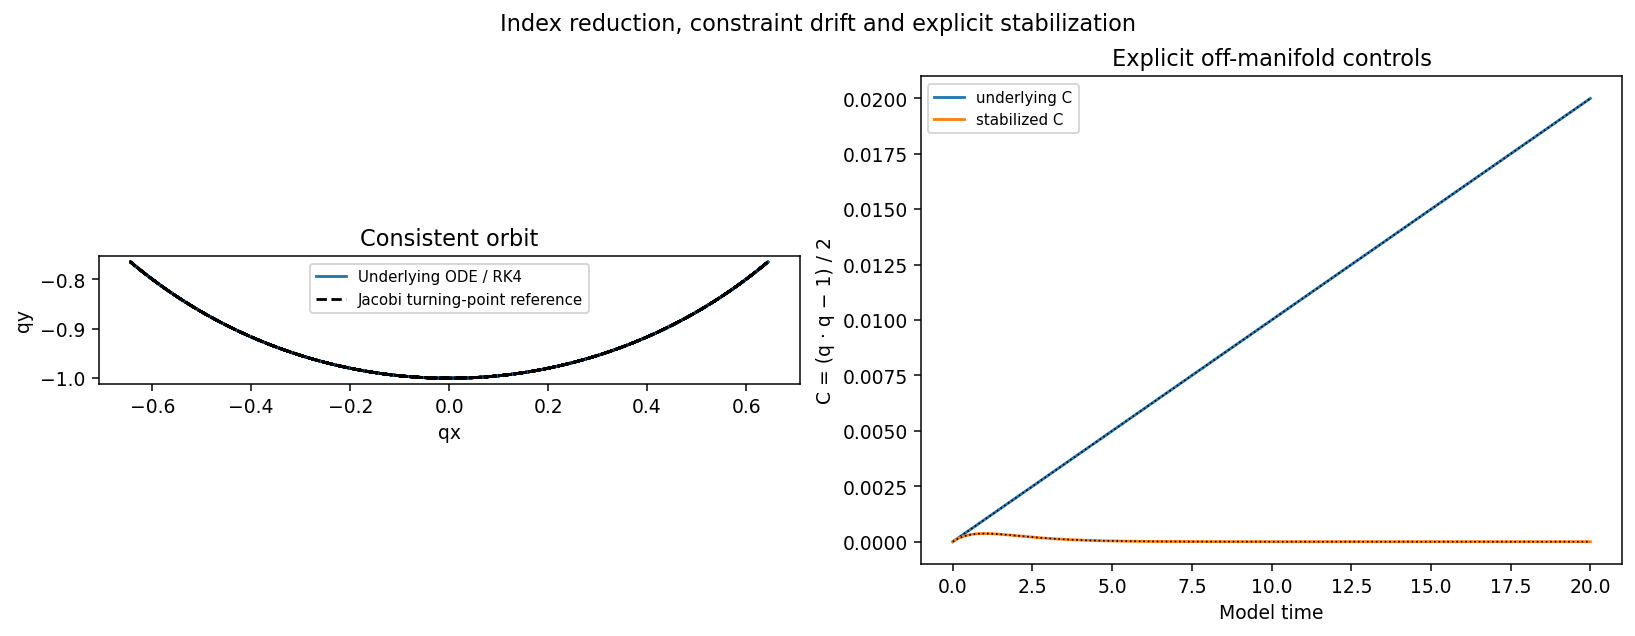 Index reduction, constraint drift and explicit stabilization
Consistent orbit
Underlying ODE / RK4
Jacobi turning-point reference
qy
−0.8
−0.9
−1.0
−0.6 −0.4 −0.2 0.0 0.2 0.4 0.6
qx
Explicit off-manifold controls
underlying C
stabilized C
C = (q · q − 1) / 2
0.0200
0.0175
0.0150
0.0125
0.0100
0.0075
0.0050
0.0025
0.0000
0.0 2.5 5.0 7.5 10.0 12.5 15.0 17.5 20.0
Model time